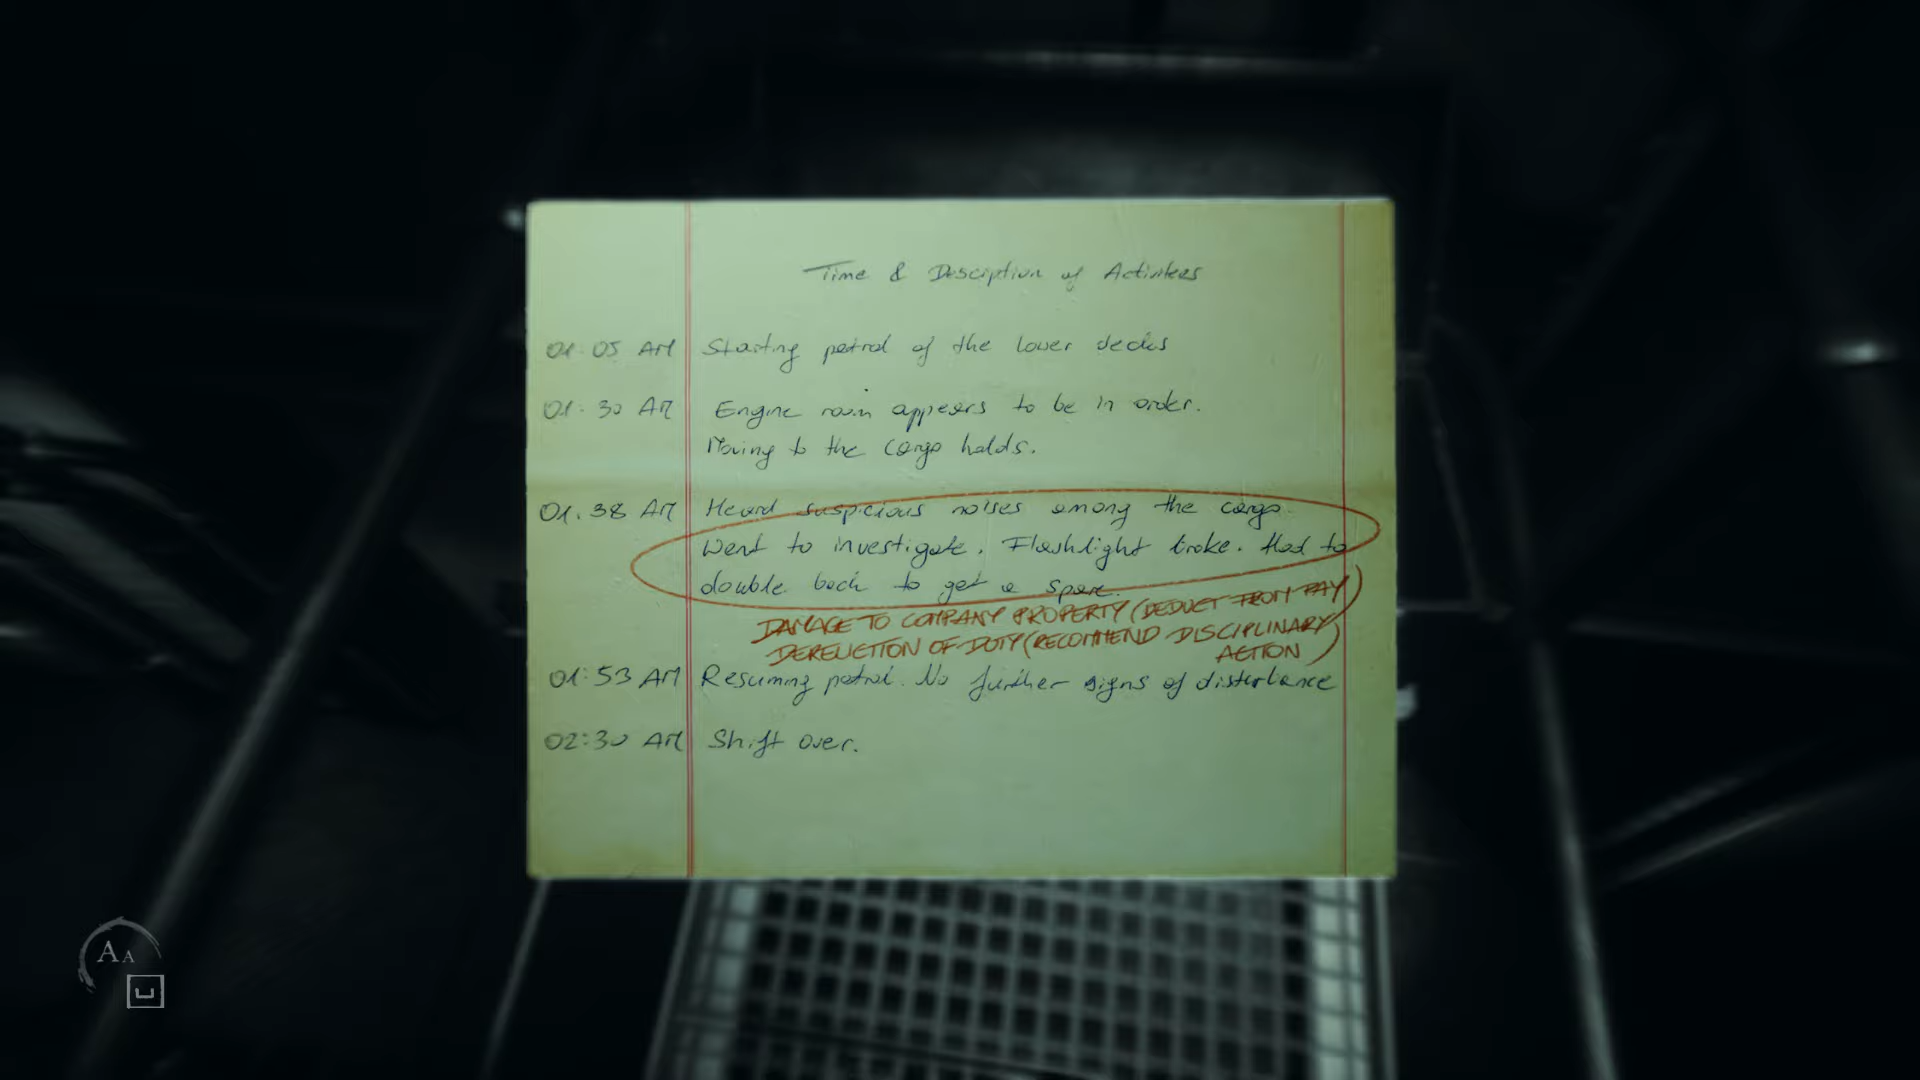 Time & Desciption of Activitees
01:05 AM Starting patrol of the lower decks
01:30 AM Engine room appears to be in order.
Moving to the cargo holds.
01:38 AM Heard suspicious noises among the cargo.
Went to investigate. Flashlight broke. Had to
double back to get a spare.
DAMAGE TO COMPANY PROPERTY (DEDUCT FROM PAY)
DERELICTION OF DUTY (RECOMMEND DISCIPLINARY
ACTION)
01:53 AM Resuming patrol. No further signs of disturbance
02:30 AM Shift over.
AA